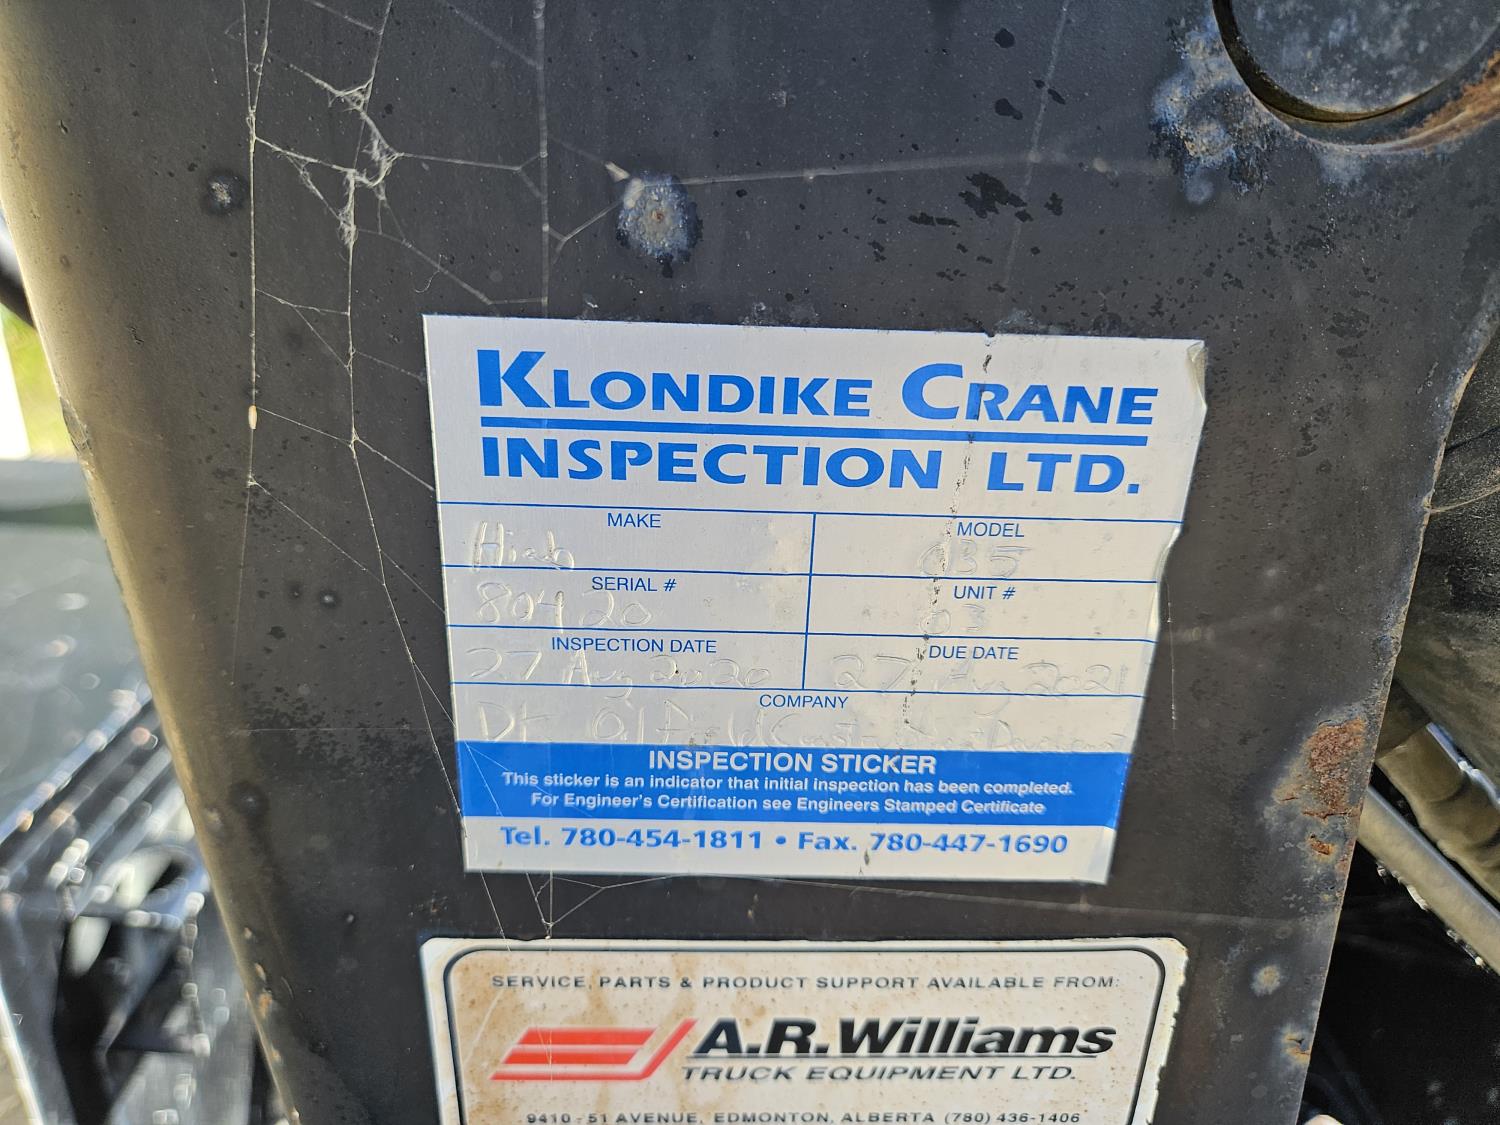 KLONDIKE CRANE
INSPECTION LTD.
MAKE
Hiab
MODEL
035
SERIAL #
80420
UNIT #
03
INSPECTION DATE
27 Aug 2020
DUE DATE
27 Aug 2021
COMPANY
INSPECTION STICKER
This sticker is an indicator that initial inspection has been completed.
For Engineer's Certification see Engineers Stamped Certificate
Tel. 780-454-1811 • Fax. 780-447-1690
SERVICE, PARTS & PRODUCT SUPPORT AVAILABLE FROM:
A.R.Williams
TRUCK EQUIPMENT LTD.
9410 - 51 AVENUE, EDMONTON, ALBERTA (780) 436-1406